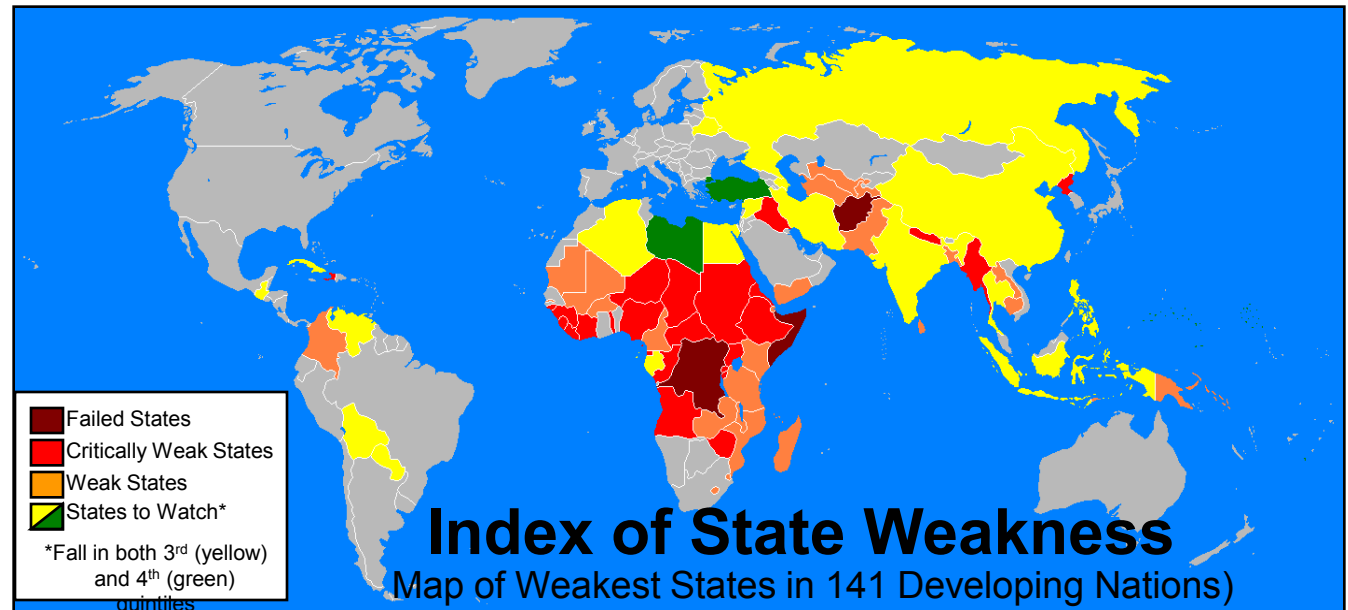 Failed States
Critically Weak States
Weak States
States to Watch*
*Fall in both 3rd (yellow)
and 4th (green)
quintiles
Index of State Weakness
Map of Weakest States in 141 Developing Nations)